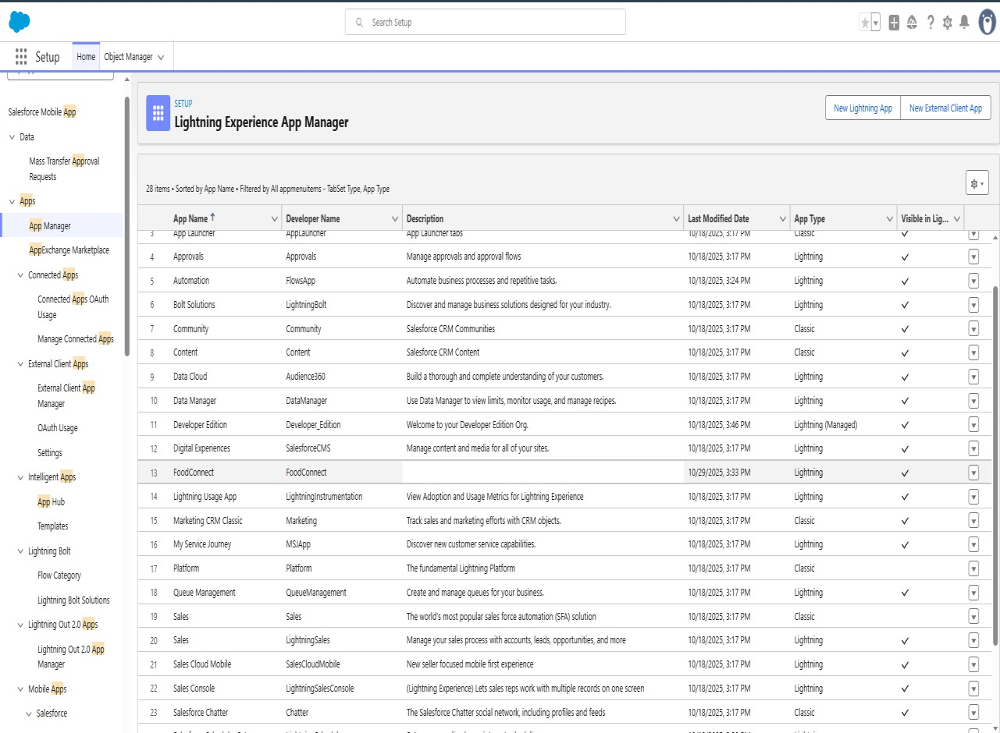 Search Setup
Setup
Home
Object Manager
Salesforce Mobile App
Data
Mass Transfer Approval
Requests
Apps
App Manager
AppExchange Marketplace
Connected Apps
Connected Apps OAuth
Usage
Manage Connected Apps
External Client Apps
External Client App
Manager
OAuth Usage
Settings
Intelligent Apps
App Hub
Templates
Lightning Bolt
Flow Category
Lightning Bolt Solutions
Lightning Out 2.0 Apps
Lightning Out 2.0 App
Manager
Mobile Apps
Salesforce
SETUP
Lightning Experience App Manager
New Lightning App
New External Client App
28 items • Sorted by App Name • Filtered by All appmenuitems - TabSet Type, App Type
App Name ↑ Developer Name Description Last Modified Date App Type Visible in Lig...
3 App Launcher AppLauncher App Launcher tabs 10/18/2025, 3:17 PM Classic ✓
4 Approvals Approvals Manage approvals and approval flows 10/18/2025, 3:17 PM Lightning ✓
5 Automation FlowsApp Automate business processes and repetitive tasks. 10/18/2025, 3:24 PM Lightning ✓
6 Bolt Solutions LightningBolt Discover and manage business solutions designed for your industry. 10/18/2025, 3:17 PM Lightning ✓
7 Community Community Salesforce CRM Communities 10/18/2025, 3:17 PM Classic ✓
8 Content Content Salesforce CRM Content 10/18/2025, 3:17 PM Classic ✓
9 Data Cloud Audience360 Build a thorough and complete understanding of your customers. 10/18/2025, 3:17 PM Lightning ✓
10 Data Manager DataManager Use Data Manager to view limits, monitor usage, and manage recipes. 10/18/2025, 3:17 PM Lightning ✓
11 Developer Edition Developer_Edition Welcome to your Developer Edition Org. 10/18/2025, 3:46 PM Lightning (Managed) ✓
12 Digital Experiences SalesforceCMS Manage content and media for all of your sites. 10/18/2025, 3:17 PM Lightning ✓
13 FoodConnect FoodConnect 10/29/2025, 3:33 PM Lightning ✓
14 Lightning Usage App LightningInstrumentation View Adoption and Usage Metrics for Lightning Experience 10/18/2025, 3:17 PM Lightning ✓
15 Marketing CRM Classic Marketing Track sales and marketing efforts with CRM objects. 10/18/2025, 3:17 PM Classic ✓
16 My Service Journey MSJApp Discover new customer service capabilities. 10/18/2025, 3:17 PM Lightning ✓
17 Platform Platform The fundamental Lightning Platform 10/18/2025, 3:17 PM Classic
18 Queue Management QueueManagement Create and manage queues for your business. 10/18/2025, 3:17 PM Lightning ✓
19 Sales Sales The world's most popular sales force automation (SFA) solution 10/18/2025, 3:17 PM Classic
20 Sales LightningSales Manage your sales process with accounts, leads, opportunities, and more 10/18/2025, 3:17 PM Lightning ✓
21 Sales Cloud Mobile SalesCloudMobile New seller focused mobile first experience 10/18/2025, 3:17 PM Lightning ✓
22 Sales Console LightningSalesConsole (Lightning Experience) Lets sales reps work with multiple records on one screen 10/18/2025, 3:17 PM Lightning ✓
23 Salesforce Chatter Chatter The Salesforce Chatter social network, including profiles and feeds 10/18/2025, 3:17 PM Classic ✓